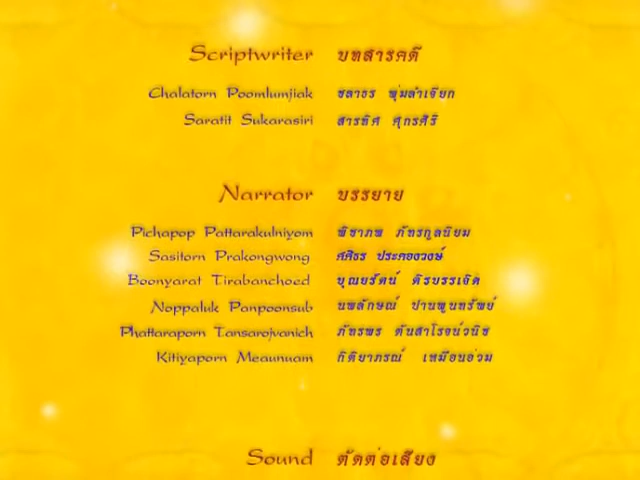 Scriptwriter บทสารคดี
Chalatorn Poomlumjiak ชลาธร พุ่มลำเจียก
Saratit Sukarasiri สารทิศ ศุกรศิริ
Narrator บรรยาย
Pichapop Pattarakulniyom พิชาภพ ภัทรกูลนิยม
Sasitorn Prakongwong ศศิธร ประคองวงษ์
Boonyarat Tirabanchoed บุณยรัตน์ ติรบรรเจิด
Noppaluk Panpoonsub นพลักษณ์ ปานพูนทรัพย์
Phattaraporn Tansarojvanich ภัทรพร ตันสาโรจน์วนิช
Kitiyaporn Meaunuam กิติยาภรณ์ เหมือนอ่วม
Sound ตัดต่อเสียง